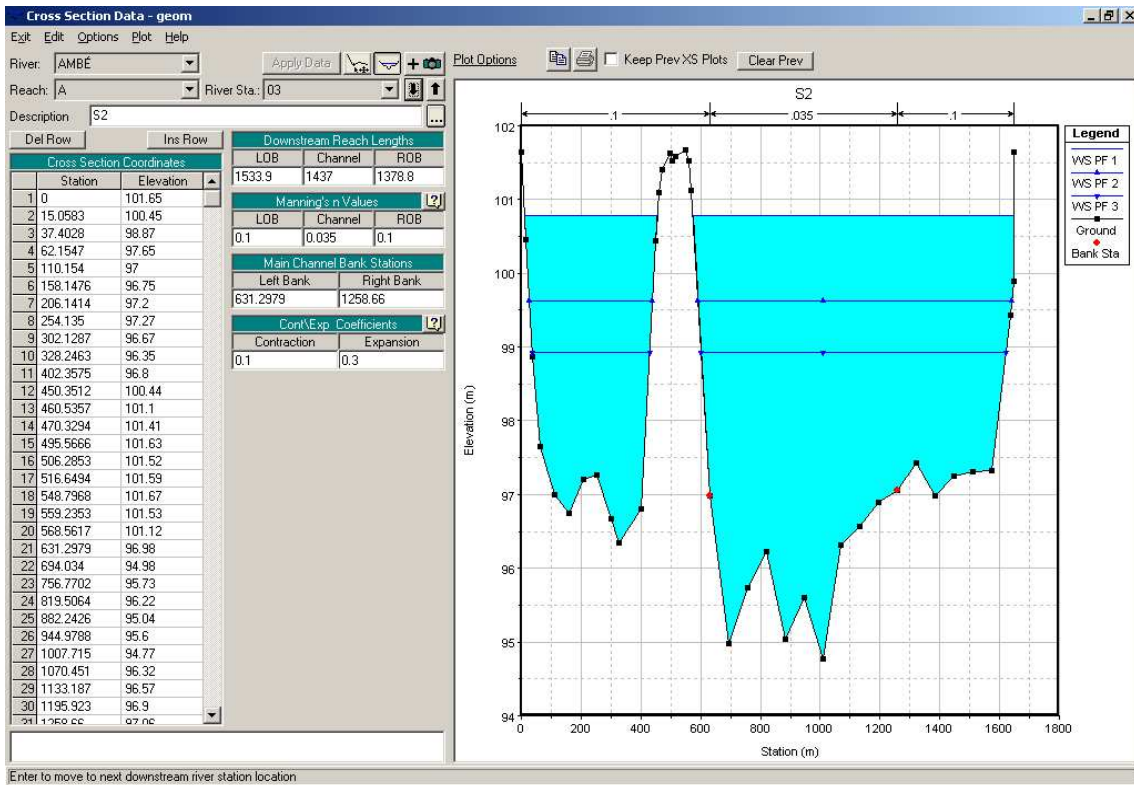 Cross Section Data - geom
Exit Edit Options Plot Help
River: AMBÉ Apply Data
Reach: A River Sta.: 03
Description S2 ...
Del Row Ins Row
Cross Section Coordinates
Station Elevation
1 0 101.65
2 15.0583 100.45
3 37.4028 98.87
4 62.1547 97.65
5 110.154 97
6 158.1476 96.75
7 206.1414 97.2
8 254.135 97.27
9 302.1287 96.67
10 328.2463 96.35
11 402.3575 96.8
12 450.3512 100.44
13 460.5357 101.1
14 470.3294 101.41
15 495.5666 101.63
16 506.2853 101.52
17 516.6494 101.59
18 548.7968 101.67
19 559.2353 101.53
20 568.5617 101.12
21 631.2979 96.98
22 694.034 94.98
23 756.7702 95.73
24 819.5064 96.22
25 882.2426 95.04
26 944.9788 95.6
27 1007.715 94.77
28 1070.451 96.32
29 1133.187 96.57
30 1195.923 96.9
31 1258.66 97.06
Downstream Reach Lengths
LOB Channel ROB
1533.9 1437 1378.8
Manning's n Values ?
LOB Channel ROB
0.1 0.035 0.1
Main Channel Bank Stations
Left Bank Right Bank
631.2979 1258.66
Cont\Exp Coefficients ?
Contraction Expansion
0.1 0.3
Plot Options Keep Prev XS Plots Clear Prev
S2
.1 .035 .1
102
101
100
99
98
97
96
95
94
Elevation (m)
0 200 400 600 800 1000 1200 1400 1600 1800
Station (m)
Legend
WS PF 1
WS PF 2
WS PF 3
Ground
Bank Sta
Enter to move to next downstream river station location